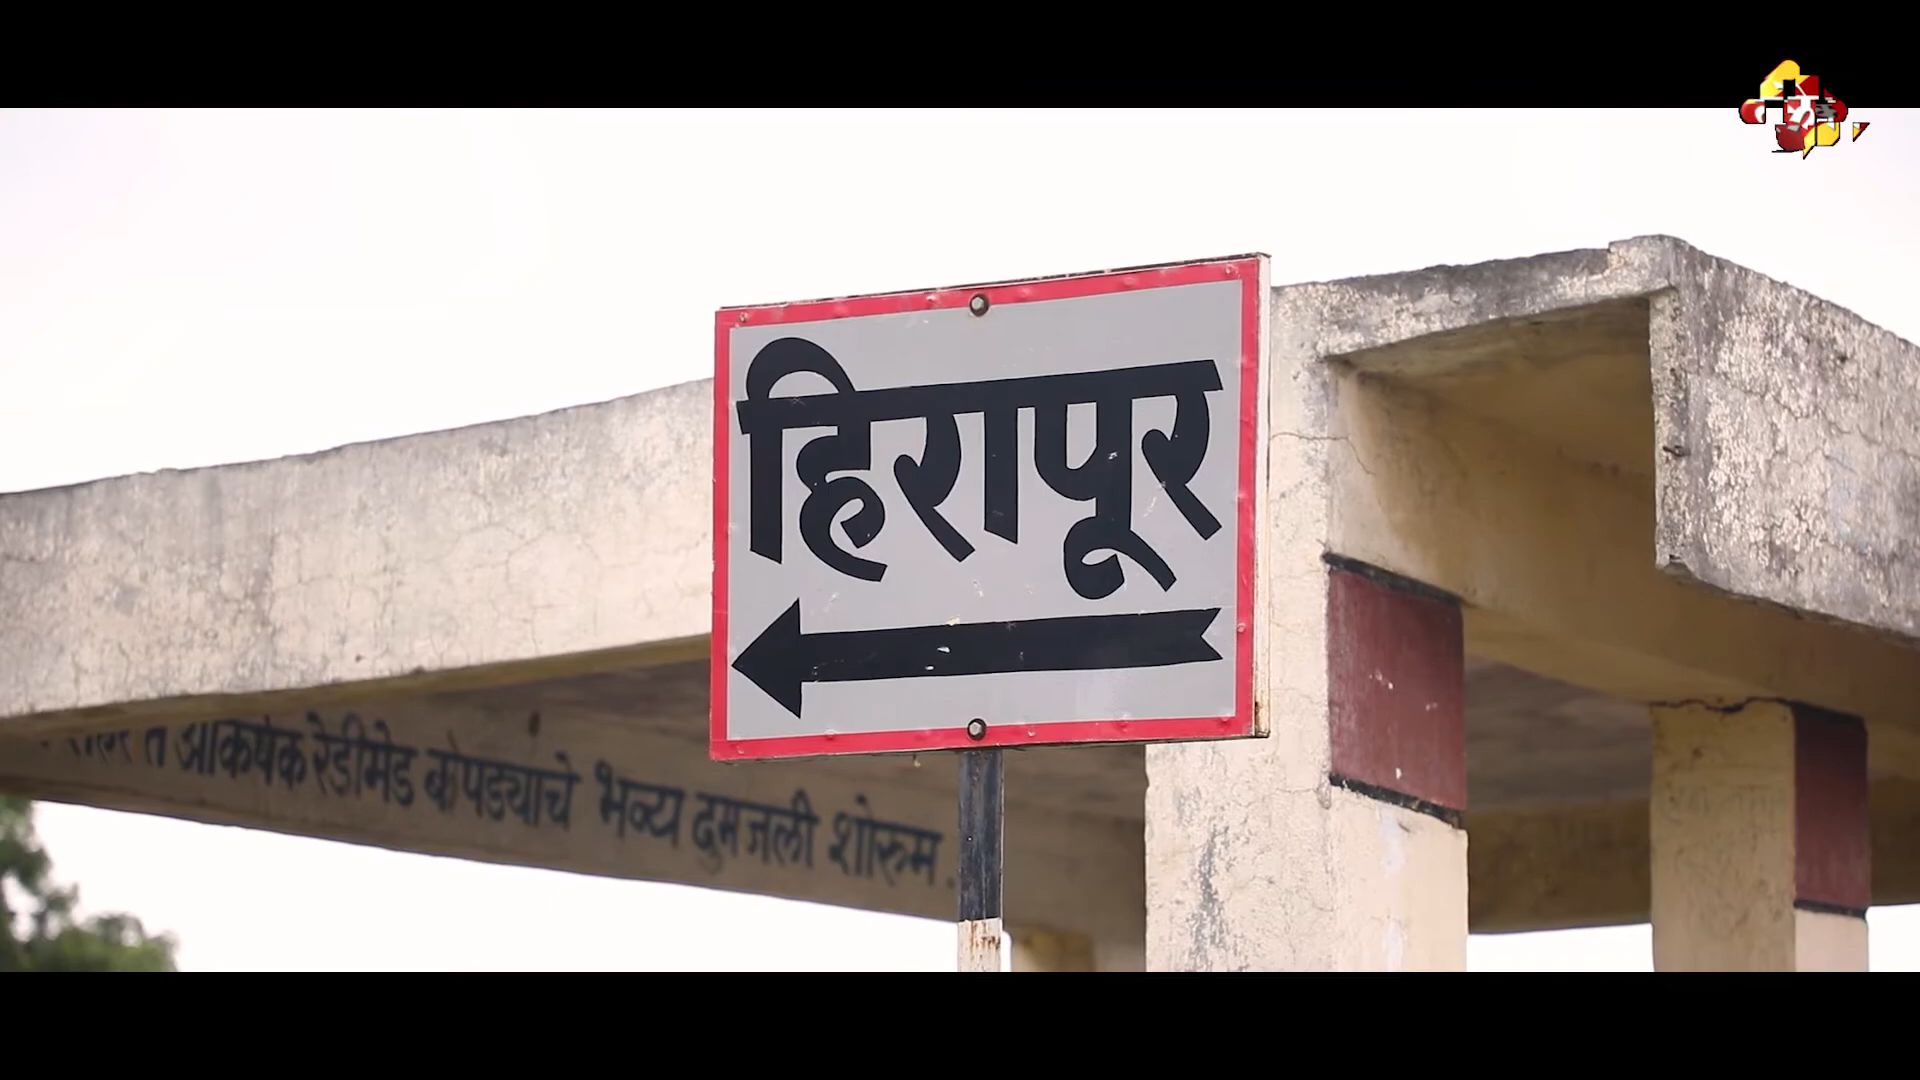 हिरापूर
आकर्षक रेडीमेड कपड्याचे भव्य दुमजली शोरुम.